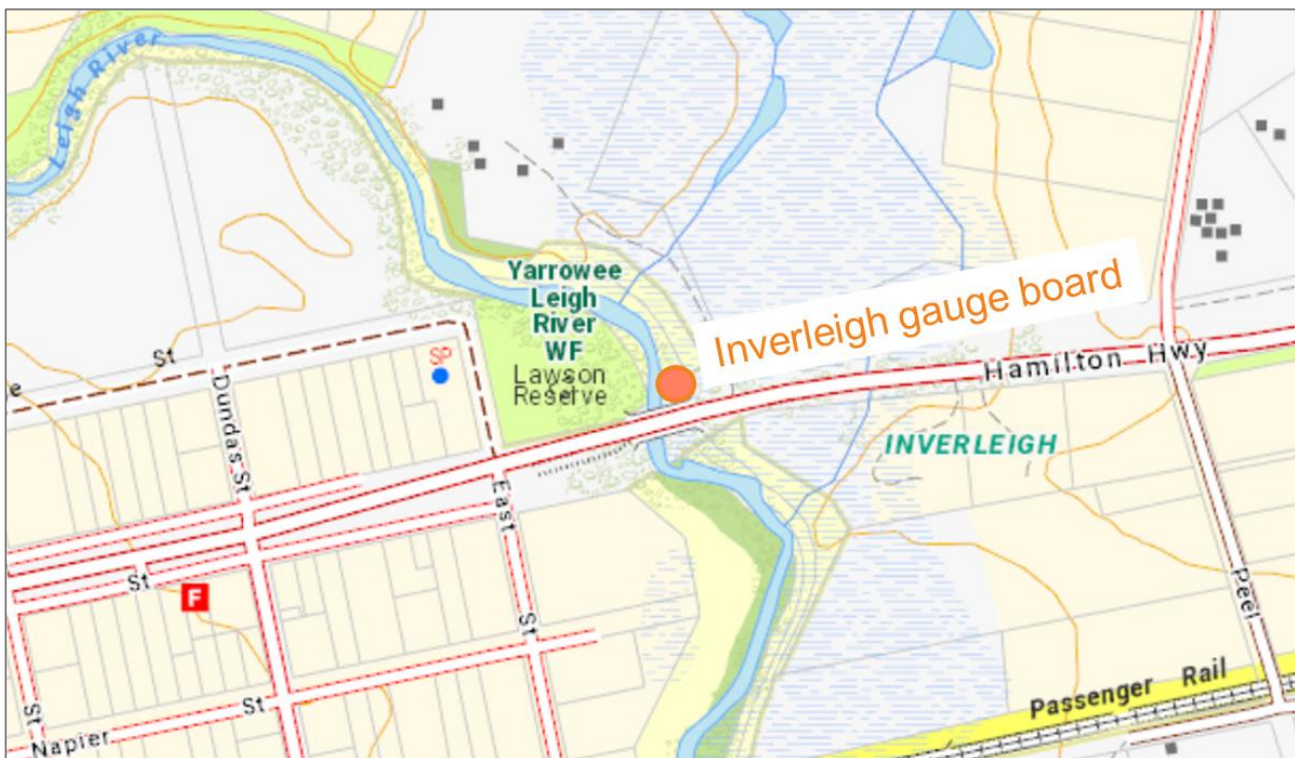 Leigh River
Yarrowee
Leigh
River
WF
Lawson
Reserve
Inverleigh gauge board
Hamilton Hwy
St
SP
e
Dundas St
INVERLEIGH
East
St
St
F
Peel
St
St
Napier
Passenger Rail